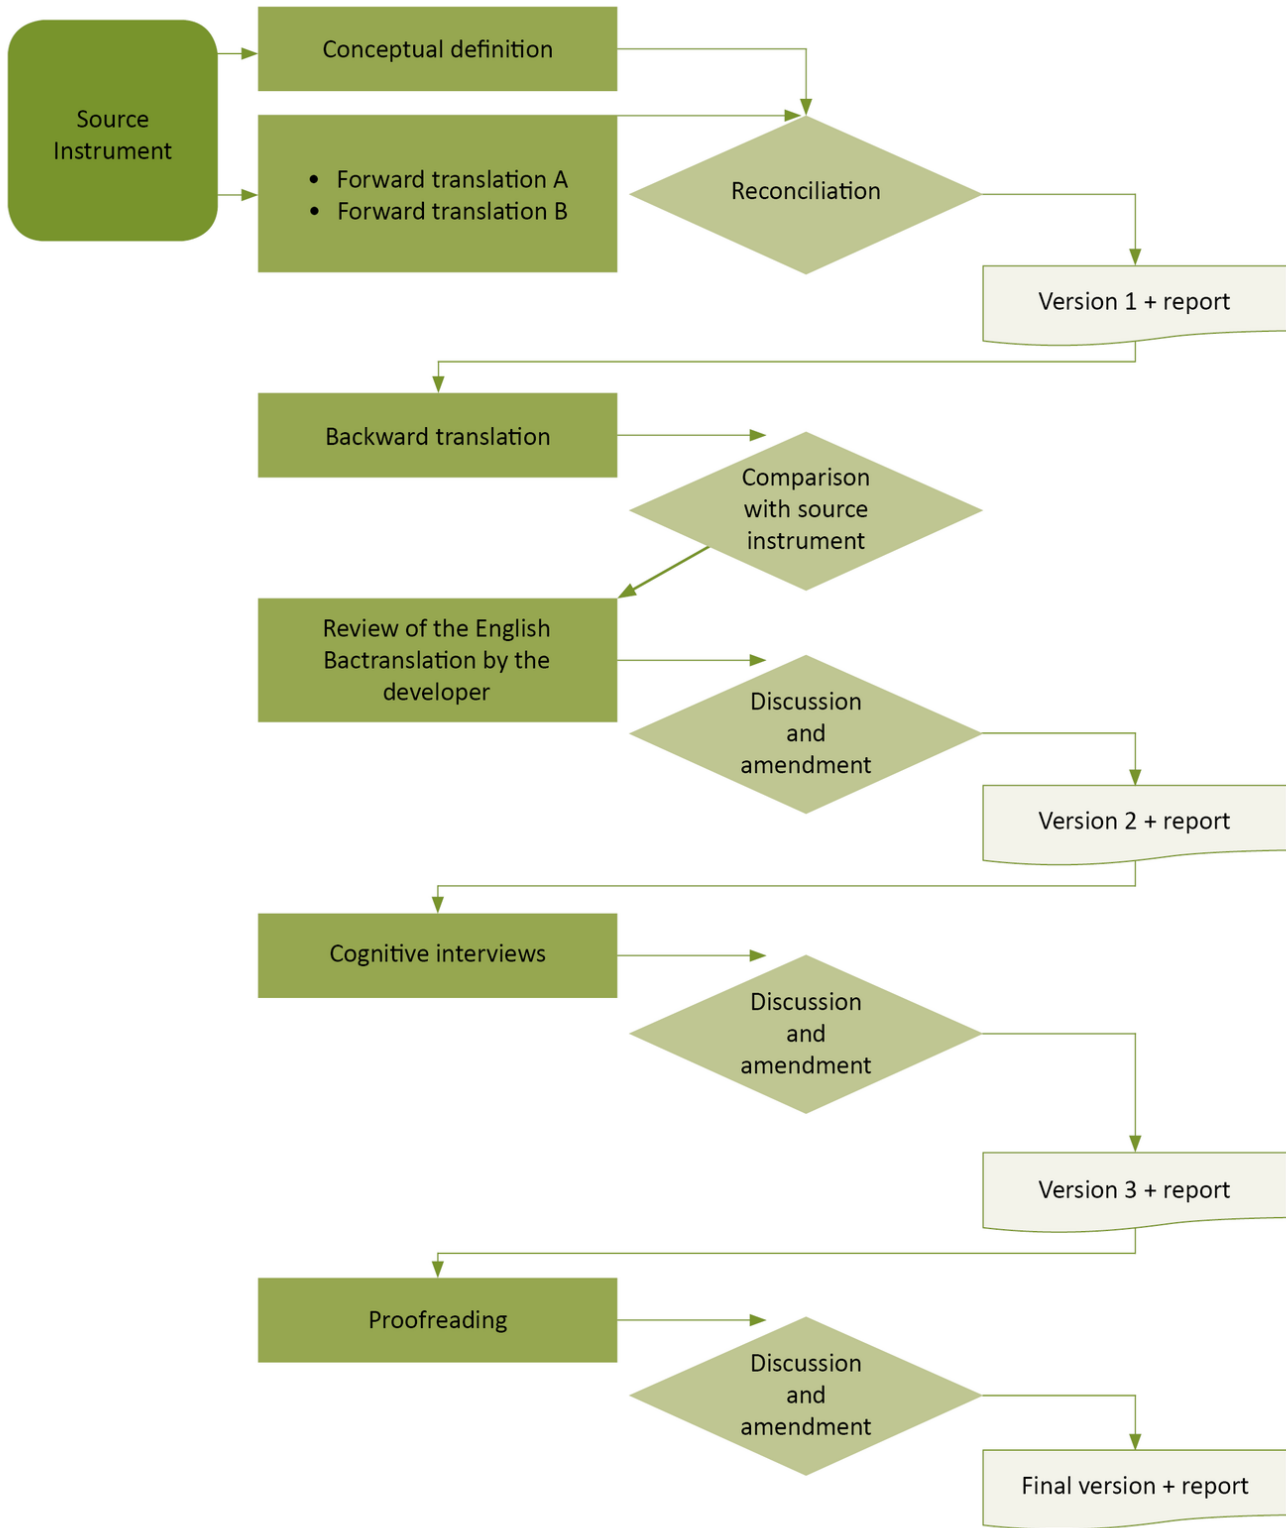 Source
Instrument
Conceptual definition
• Forward translation A
• Forward translation B
Reconciliation
Version 1 + report
Backward translation
Comparison
with source
instrument
Review of the English
Bactranslation by the
developer
Discussion
and
amendment
Version 2 + report
Cognitive interviews
Discussion
and
amendment
Version 3 + report
Proofreading
Discussion
and
amendment
Final version + report